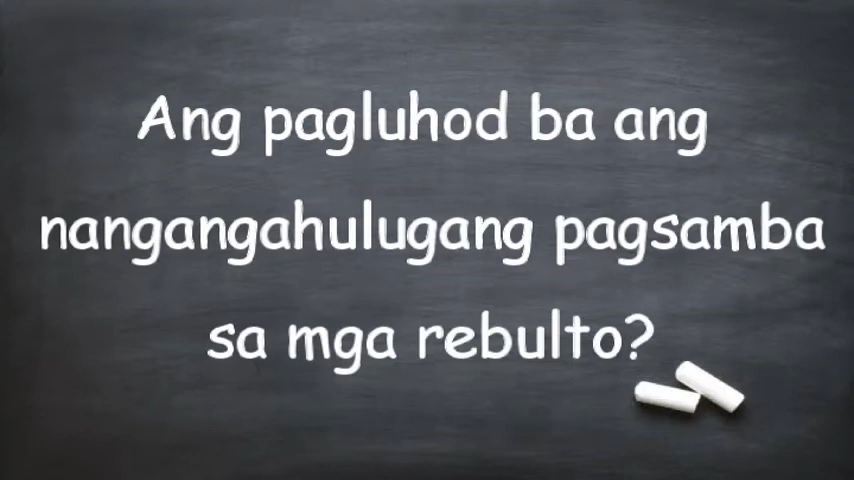 Ang pagluhod ba ang
nangangahulugang pagsamba
sa mga rebulto?